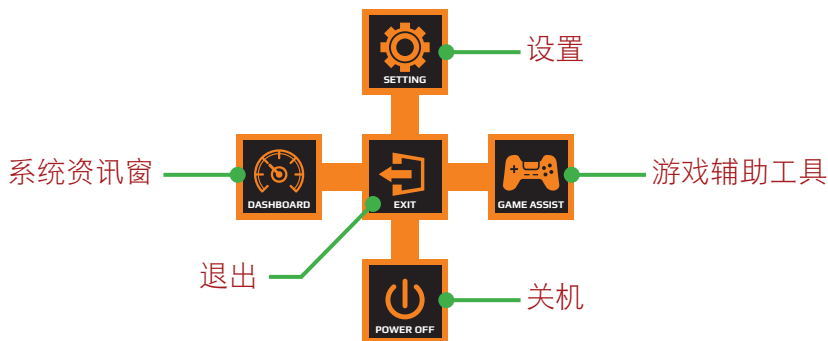 设置
SETTING
系统资讯窗
DASHBOARD
EXIT
GAME ASSIST
游戏辅助工具
退出
关机
POWER OFF